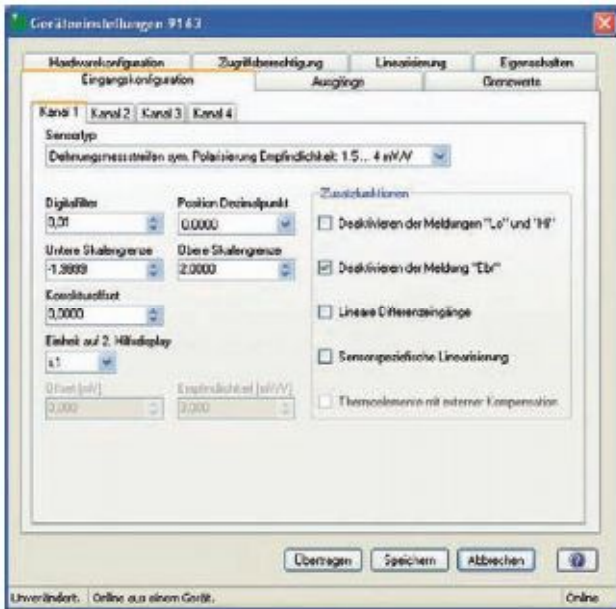 Geräteeinstellungen 9163
Hardwarekonfiguration Zugriffsberechtigung Linearisierung Eigenschaften
Eingangskonfiguration Ausgänge Grenzwerte
Kanal 1 Kanal 2 Kanal 3 Kanal 4
Sensortyp
Dehnungsmessstreifen sym. Polarisierung Empfindlichkeit: 1.5... 4 mV/V
Digitalfilter
0,01
Position Dezimalpunkt
0.0000
Untere Skalengrenze
-1,9999
Obere Skalengrenze
2,0000
Korrekturoffset
0,0000
Einheit auf 2. Hilfsdisplay
Offset [mV]
0,000
Empfindlichkeit [mV/V]
0,000
Zusatzfunktionen
Deaktivieren der Meldungen "Lo" und "Hi"
Deaktivieren der Meldung "Ebr"
Lineare Differenzeingänge
Sensorspezifische Linearisierung
Thermoelemente mit externer Kompensation
Übertragen Speichern Abbrechen
Unverändert. Online aus einem Gerät. Online